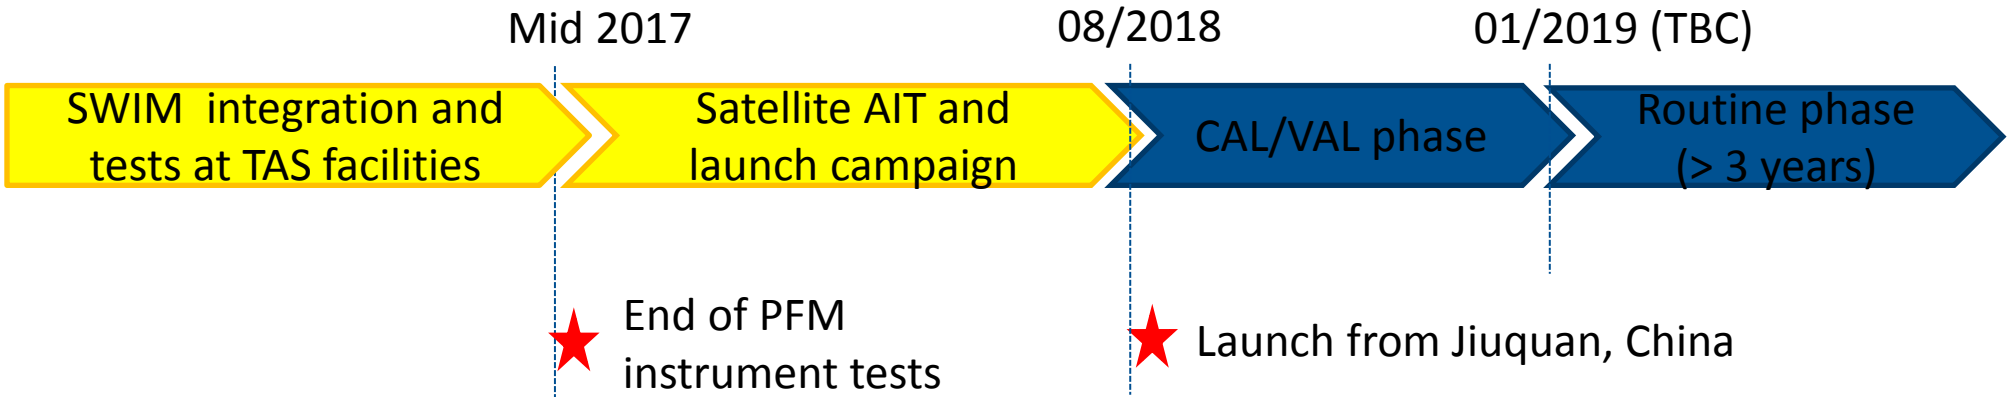 Mid 2017
08/2018
01/2019 (TBC)
SWIM  integration and
tests at TAS facilities
Satellite AIT and
launch campaign
CAL/VAL phase
Routine phase
(> 3 years)
End of PFM
instrument tests
Launch from Jiuquan, China